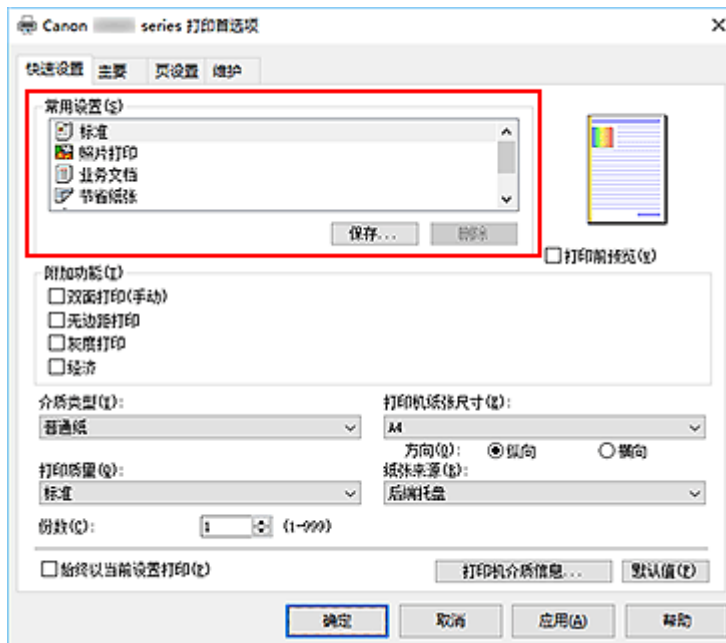 Canon series 打印首选项
快速设置 主要 页设置 维护
常用设置(S)
标准
照片打印
业务文档
节省纸张
保存... 删除
打印前预览(W)
附加功能(T)
双面打印(手动)
无边距打印
灰度打印
经济
介质类型(Y): 打印机纸张尺寸(Z):
普通纸 A4
方向(O): 纵向 横向
打印质量(Q): 纸张来源(B):
标准 后端托盘
份数(C): 1 (1-999)
始终以当前设置打印(P)
打印机介质信息... 默认值(F)
确定 取消 应用(A) 帮助